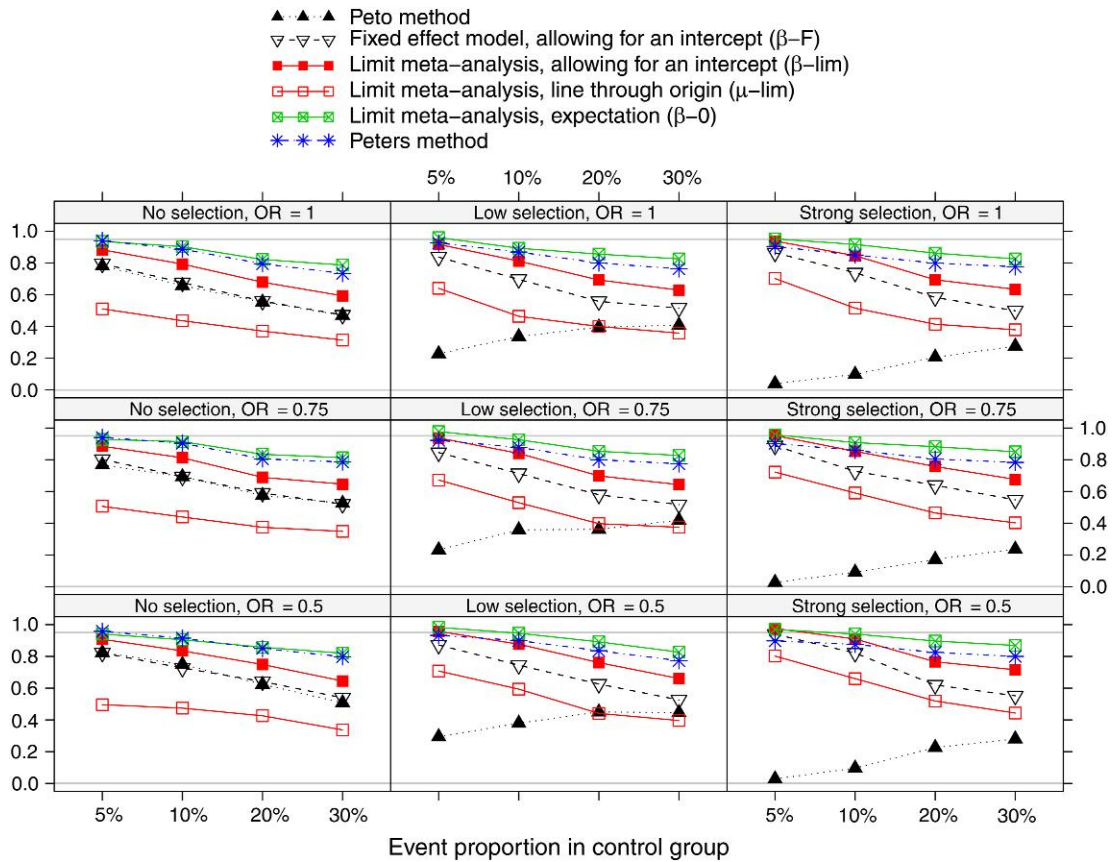 Peto method
Fixed effect model, allowing for an intercept (β−F)
Limit meta−analysis, allowing for an intercept (β−lim)
Limit meta−analysis, line through origin (μ−lim)
Limit meta−analysis, expectation (β−0)
Peters method
5% 10% 20% 30%
No selection, OR = 1 Low selection, OR = 1 Strong selection, OR = 1
1.0
0.8
0.6
0.4
0.2
0.0
No selection, OR = 0.75 Low selection, OR = 0.75 Strong selection, OR = 0.75
1.0
0.8
0.6
0.4
0.2
0.0
No selection, OR = 0.5 Low selection, OR = 0.5 Strong selection, OR = 0.5
1.0
0.8
0.6
0.4
0.2
0.0
5% 10% 20% 30% 5% 10% 20% 30%
Event proportion in control group